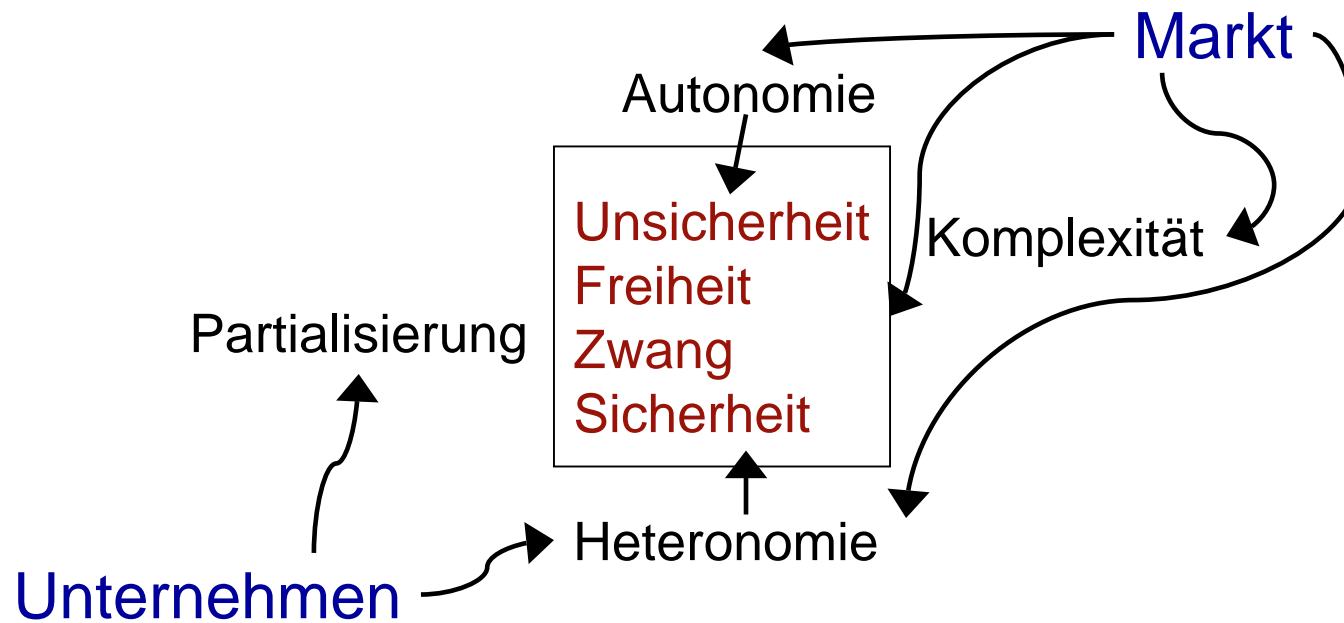 Markt
Autonomie
Unsicherheit
Komplexität
Freiheit
Partialisierung
Zwang
Sicherheit
Heteronomie
Unternehmen